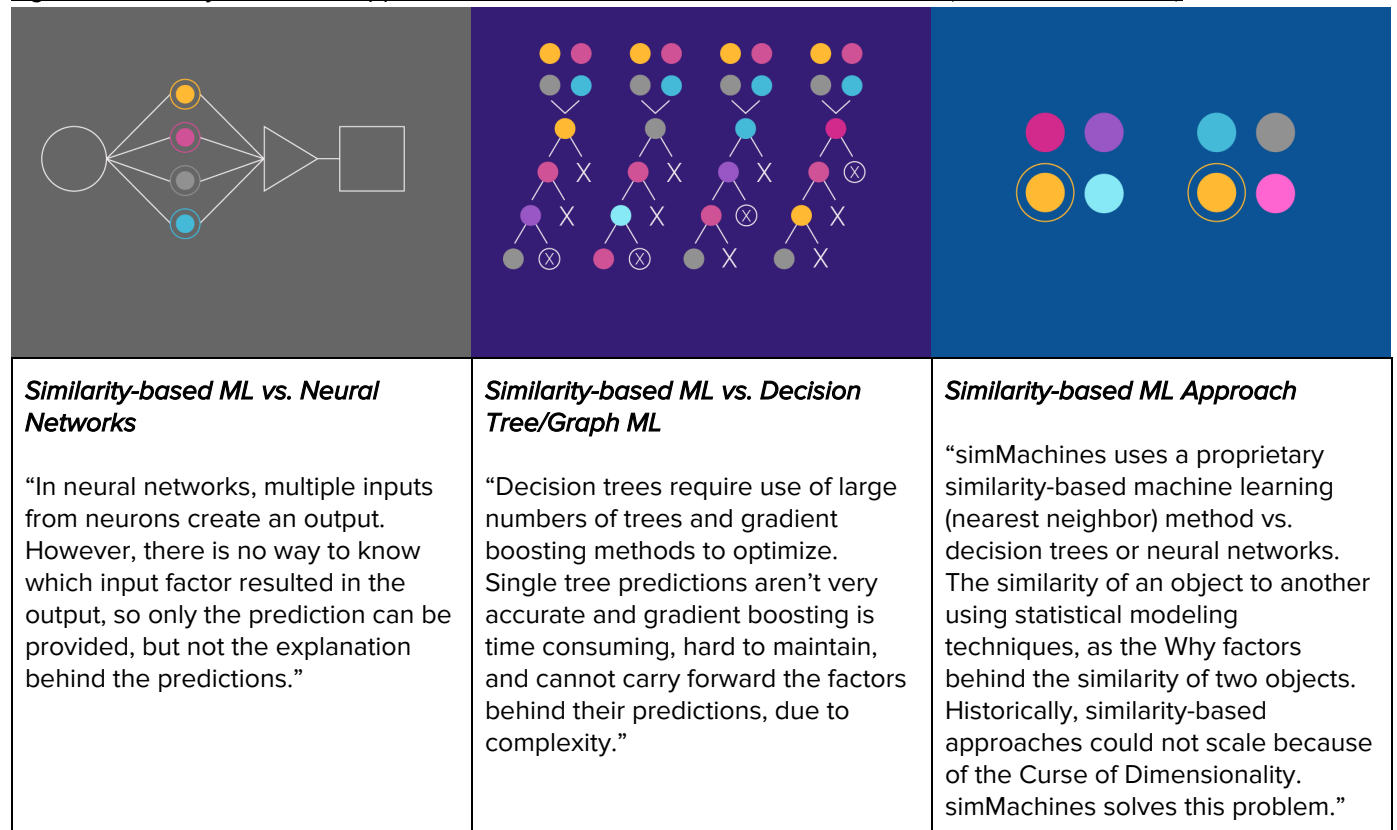 Similarity-based ML vs. Neural
Networks
“In neural networks, multiple inputs
from neurons create an output.
However, there is no way to know
which input factor resulted in the
output, so only the prediction can be
provided, but not the explanation
behind the predictions.”
Similarity-based ML vs. Decision
Tree/Graph ML
“Decision trees require use of large
numbers of trees and gradient
boosting methods to optimize.
Single tree predictions aren’t very
accurate and gradient boosting is
time consuming, hard to maintain,
and cannot carry forward the factors
behind their predictions, due to
complexity.”
Similarity-based ML Approach
“simMachines uses a proprietary
similarity-based machine learning
(nearest neighbor) method vs.
decision trees or neural networks.
The similarity of an object to another
using statistical modeling
techniques, as the Why factors
behind the similarity of two objects.
Historically, similarity-based
approaches could not scale because
of the Curse of Dimensionality.
simMachines solves this problem.”